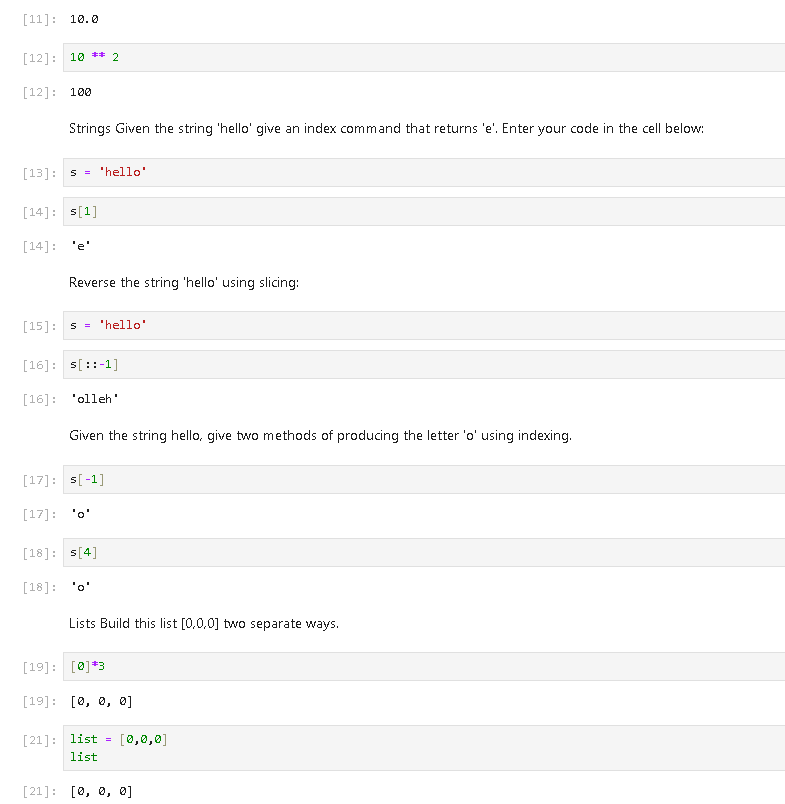 [11]: 10.0
[12]: 10 ** 2
[12]: 100
Strings Given the string 'hello' give an index command that returns 'e'. Enter your code in the cell below:
[13]: s = 'hello'
[14]: s[1]
[14]: 'e'
Reverse the string 'hello' using slicing:
[15]: s = 'hello'
[16]: s[::-1]
[16]: 'olleh'
Given the string hello, give two methods of producing the letter 'o' using indexing.
[17]: s[-1]
[17]: 'o'
[18]: s[4]
[18]: 'o'
Lists Build this list [0,0,0] two separate ways.
[19]: [0]*3
[19]: [0, 0, 0]
[21]: list = [0,0,0]
list
[21]: [0, 0, 0]